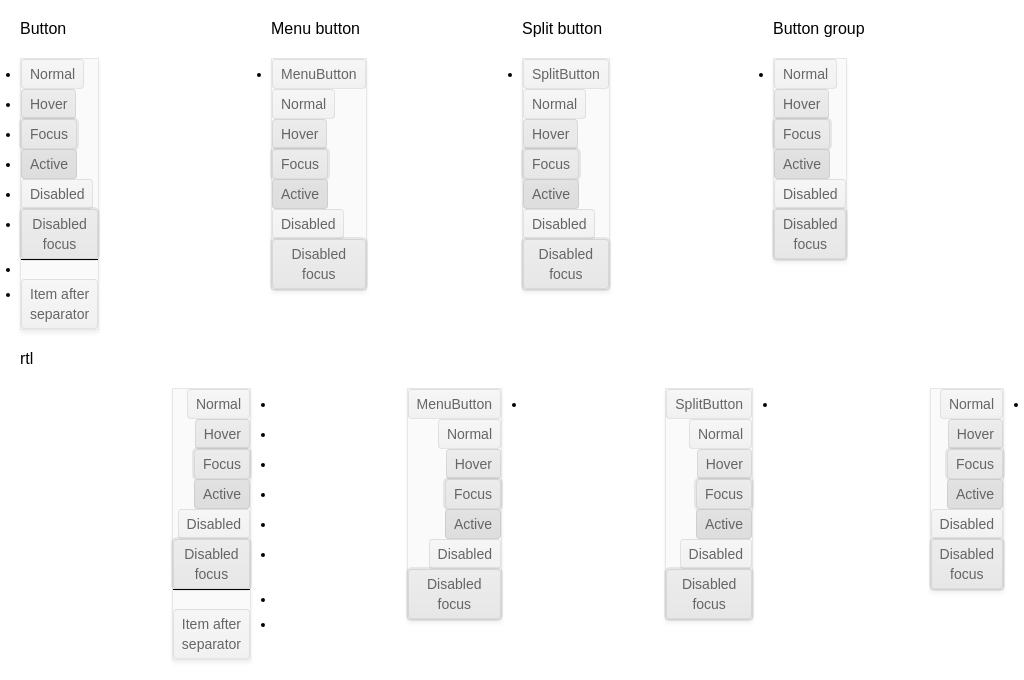 Button
Normal
Hover
Focus
Active
Disabled
Disabled
focus
Item after
separator
Menu button
MenuButton
Normal
Hover
Focus
Active
Disabled
Disabled
focus
Split button
SplitButton
Normal
Hover
Focus
Active
Disabled
Disabled
focus
Button group
Normal
Hover
Focus
Active
Disabled
Disabled
focus
rtl
Normal
Hover
Focus
Active
Disabled
Disabled
focus
Item after
separator
MenuButton
Normal
Hover
Focus
Active
Disabled
Disabled
focus
SplitButton
Normal
Hover
Focus
Active
Disabled
Disabled
focus
Normal
Hover
Focus
Active
Disabled
Disabled
focus